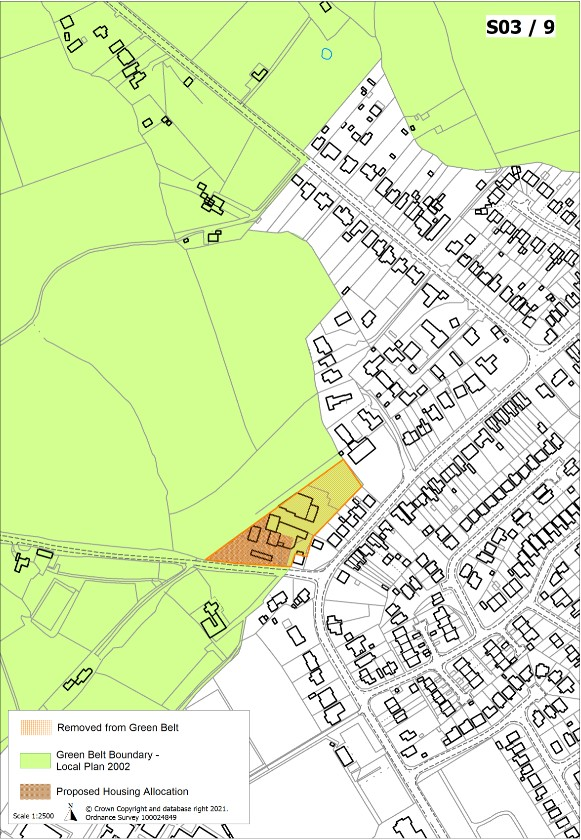 S03 / 9
Removed from Green Belt
Green Belt Boundary -
Local Plan 2002
Proposed Housing Allocation
Scale 1:2500
N
© Crown Copyright and database right 2021.
Ordnance Survey 100024849